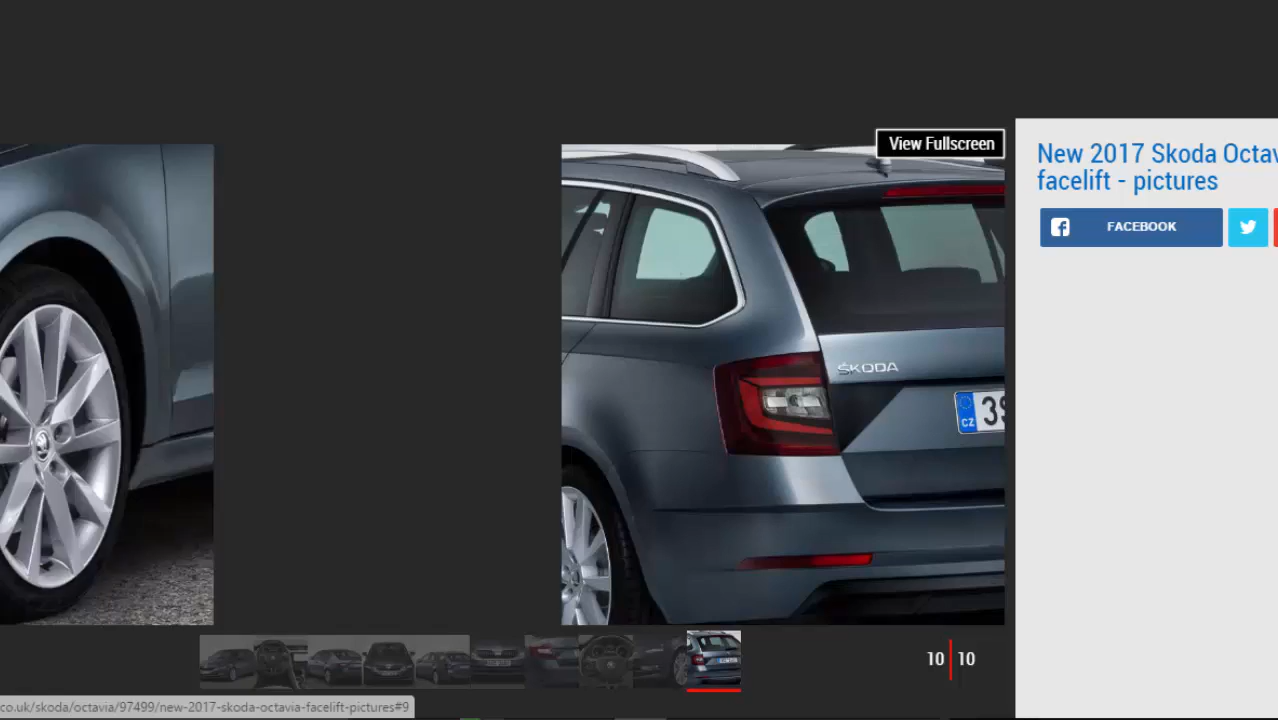 View Fullscreen
New 2017 Skoda Octav
facelift - pictures
FACEBOOK
ŠKODA
CZ
10 10
co.uk/skoda/octavia/97499/new-2017-skoda-octavia-facelift-pictures#9